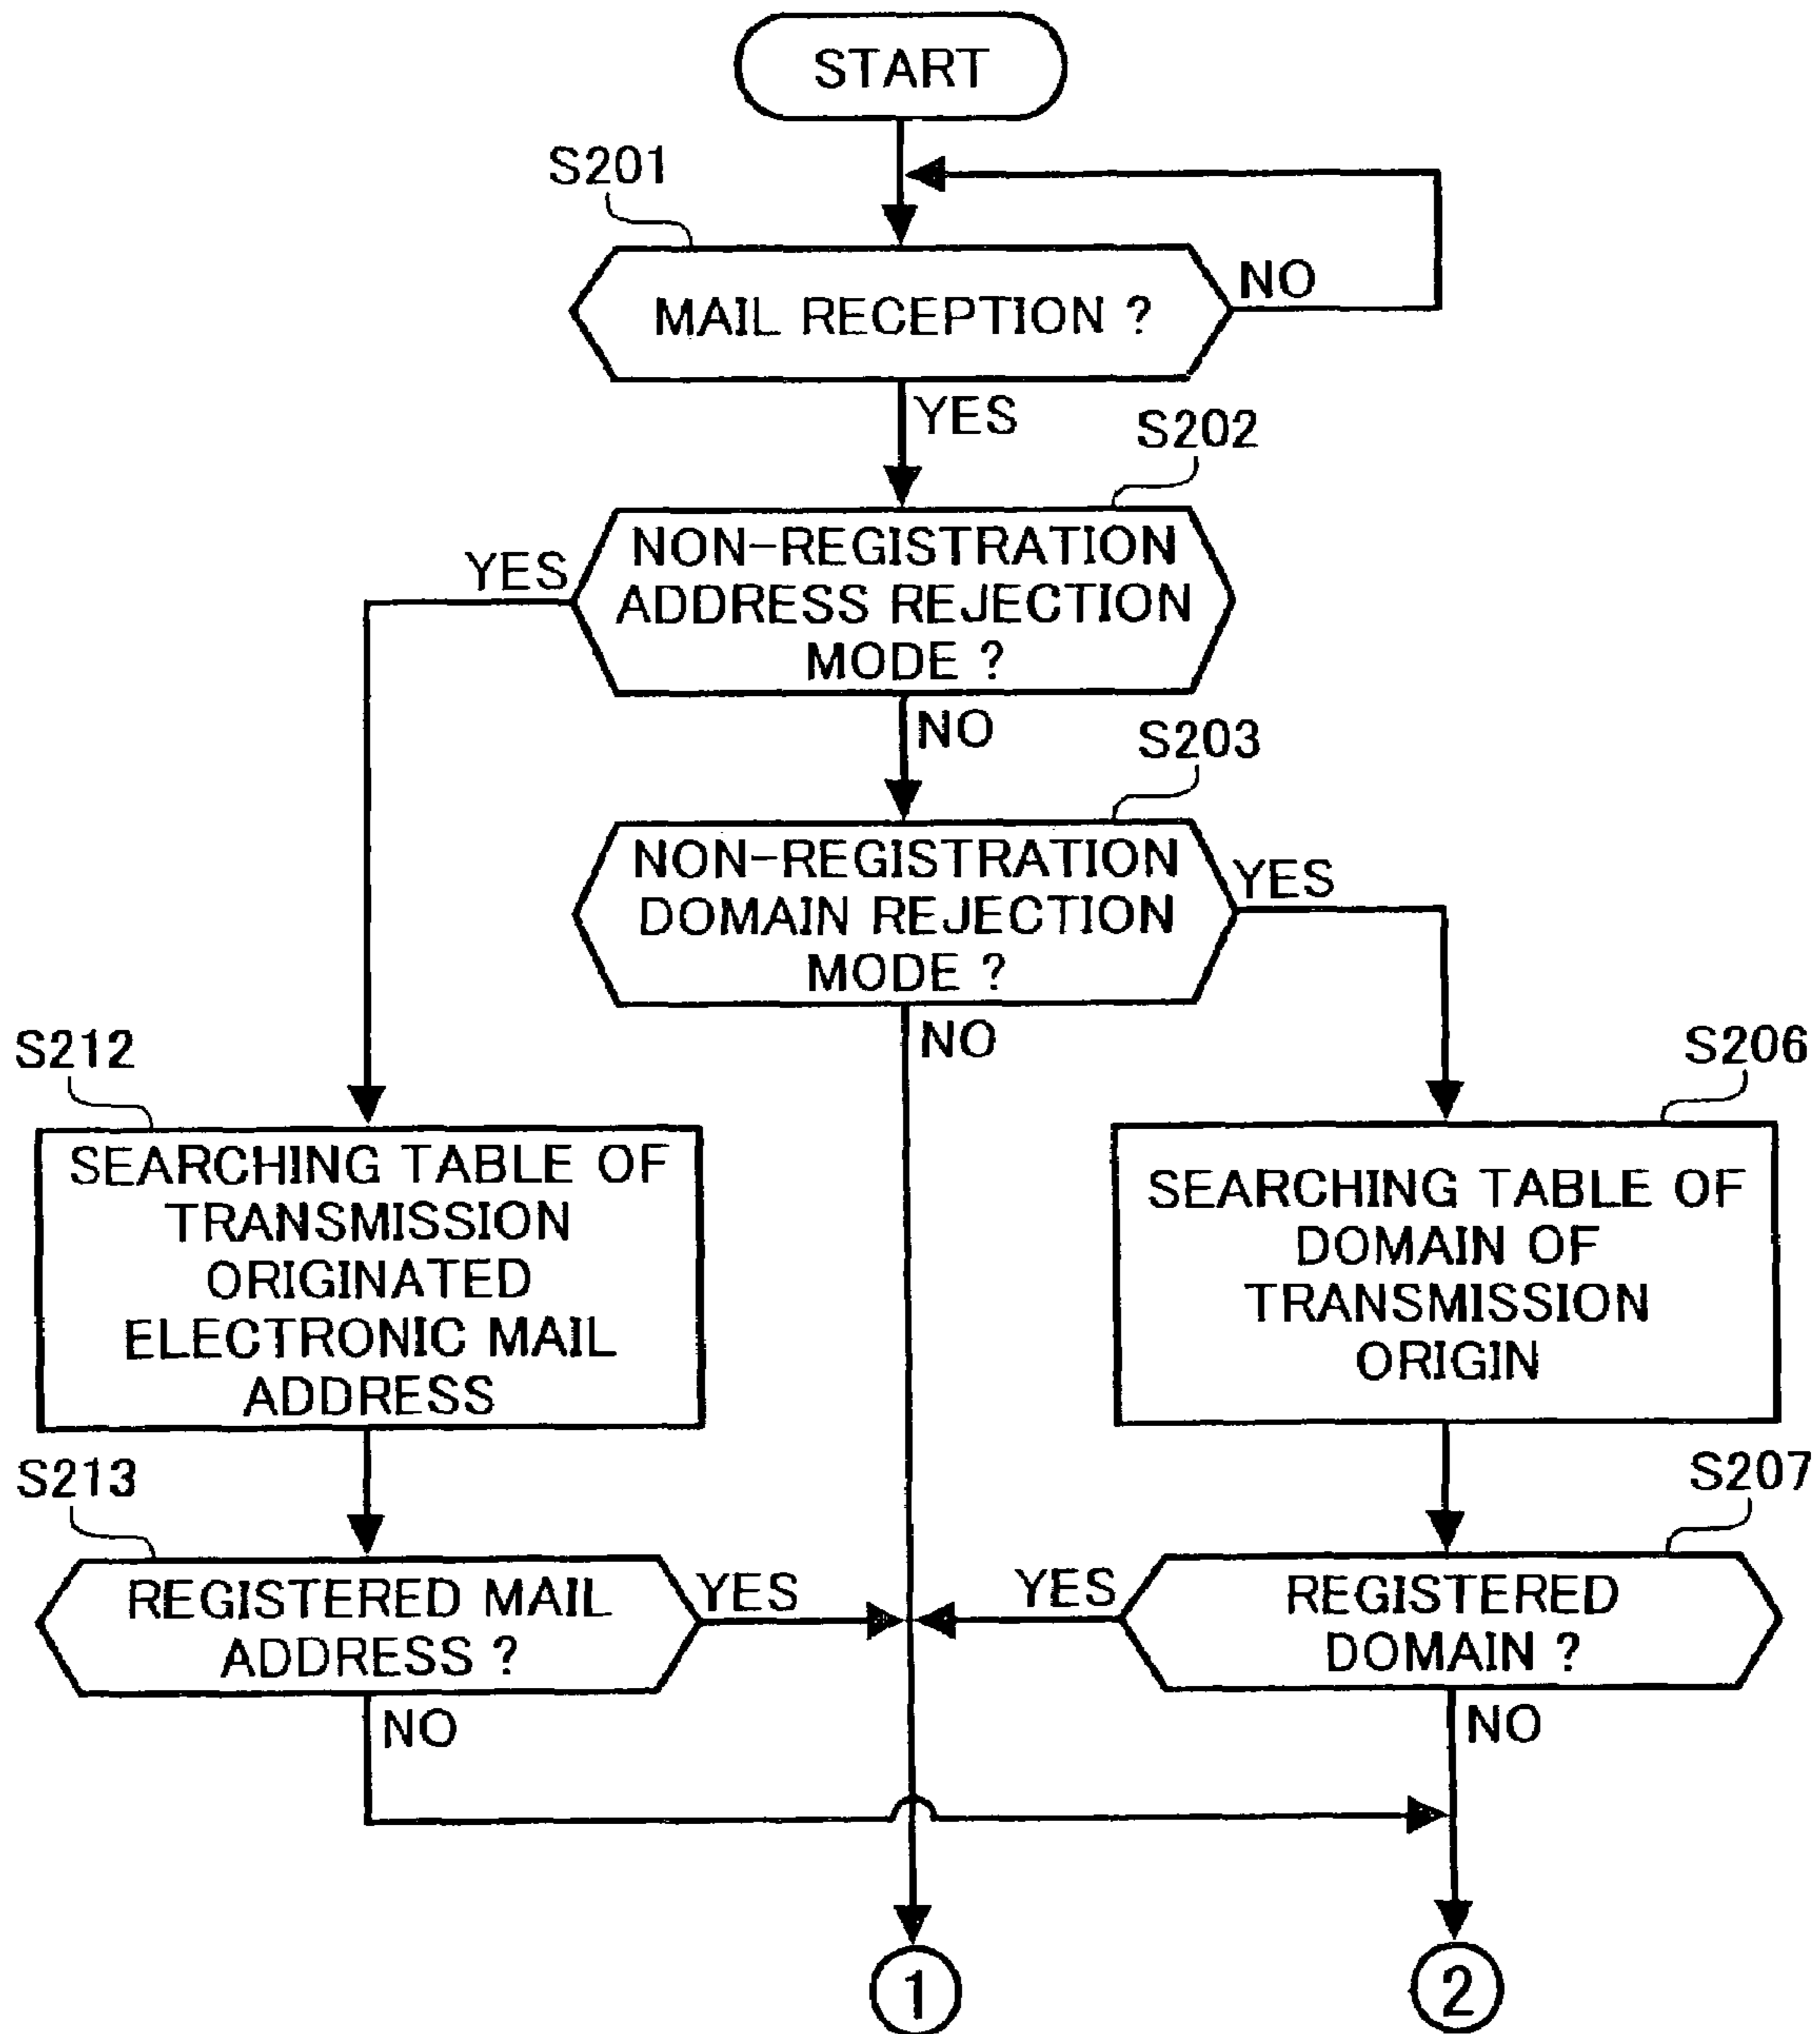 START
S201
MAIL RECEPTION ?
NO
YES
S202
NON-REGISTRATION
ADDRESS REJECTION
MODE ?
YES
NO
S203
NON-REGISTRATION
DOMAIN REJECTION
MODE ?
YES
NO
S212
SEARCHING TABLE OF
TRANSMISSION
ORIGINATED
ELECTRONIC MAIL
ADDRESS
S206
SEARCHING TABLE OF
DOMAIN OF
TRANSMISSION
ORIGIN
S213
REGISTERED MAIL
ADDRESS ?
YES
NO
S207
REGISTERED
DOMAIN ?
YES
NO
1
2